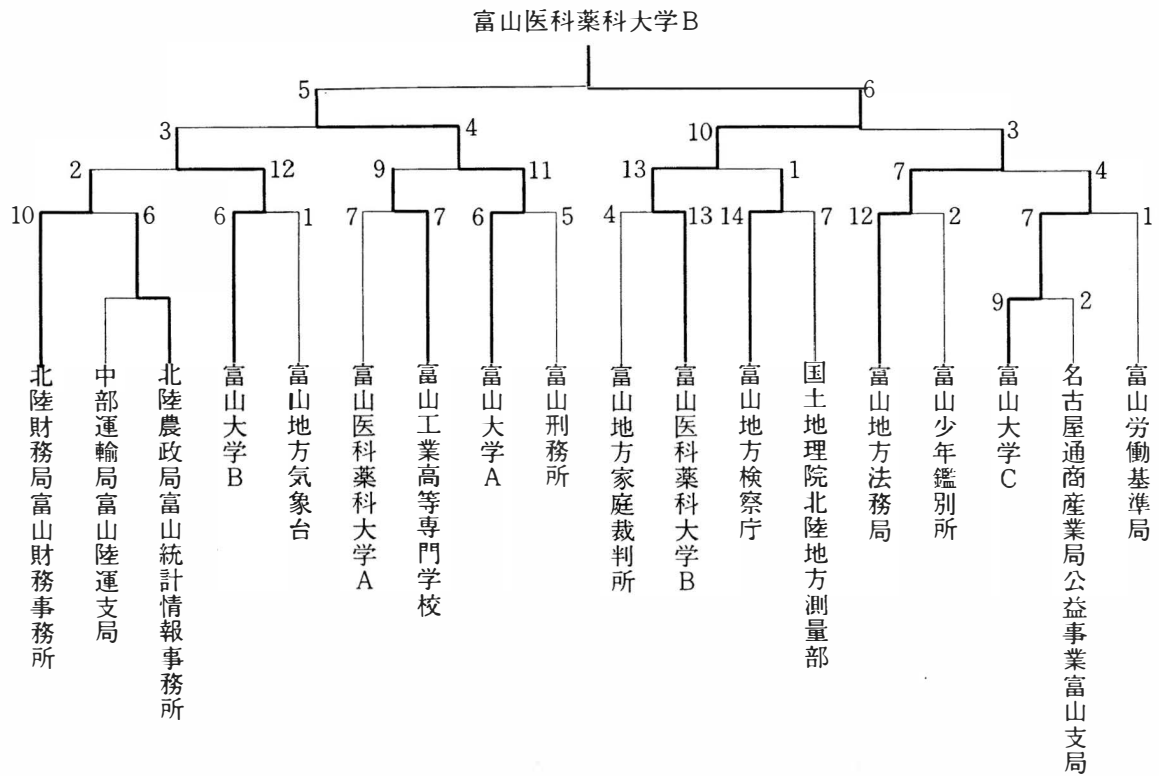 富山医科薬科大学B
5 6
3 4 10 3
2 12 9 11 13 1 7 4
10 6 6 1 7 7 6 5 4 13 14 7 12 2 7 1
9 2
北陸財務局富山財務事務所
中部運輸局富山陸運支局
北陸農政局富山統計情報事務所
富山大学B
富山地方気象台
富山医科薬科大学A
富山工業高等専門学校
富山大学A
富山刑務所
富山地方家庭裁判所
富山医科薬科大学B
富山地方検察庁
国土地理院北陸地方測量部
富山地方法務局
富山少年鑑別所
富山大学C
名古屋通商産業局公益事業富山支局
富山労働基準局